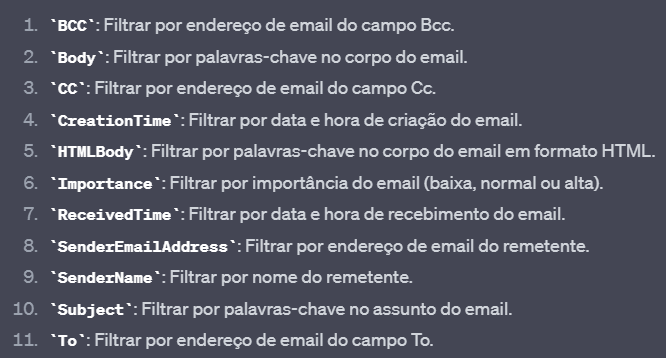 1. `BCC`: Filtrar por endereço de email do campo Bcc.
2. `Body`: Filtrar por palavras-chave no corpo do email.
3. `CC`: Filtrar por endereço de email do campo Cc.
4. `CreationTime`: Filtrar por data e hora de criação do email.
5. `HTMLBody`: Filtrar por palavras-chave no corpo do email em formato HTML.
6. `Importance`: Filtrar por importância do email (baixa, normal ou alta).
7. `ReceivedTime`: Filtrar por data e hora de recebimento do email.
8. `SenderEmailAddress`: Filtrar por endereço de email do remetente.
9. `SenderName`: Filtrar por nome do remetente.
10. `Subject`: Filtrar por palavras-chave no assunto do email.
11. `To`: Filtrar por endereço de email do campo To.